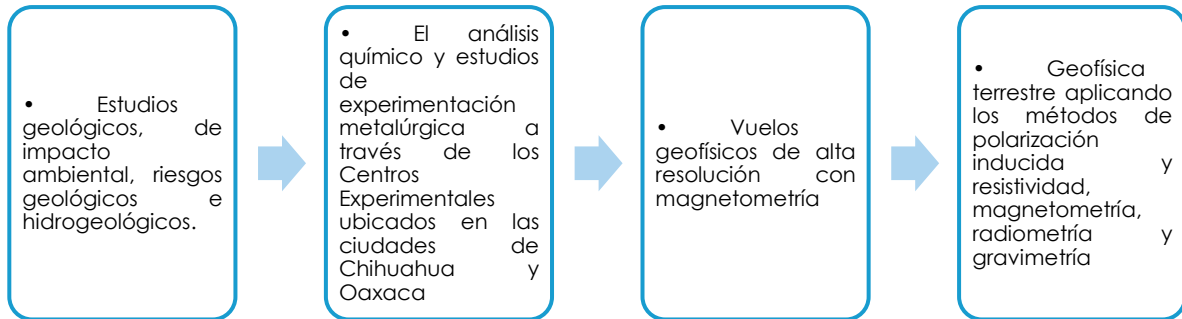 • Estudios
geológicos, de
impacto
ambiental, riesgos
geológicos e
hidrogeológicos.
• El análisis
químico y estudios
de
experimentación
metalúrgica a
través de los
Centros
Experimentales
ubicados en las
ciudades de
Chihuahua y
Oaxaca
• Vuelos
geofísicos de alta
resolución con
magnetometría
• Geofísica
terrestre aplicando
los métodos de
polarización
inducida y
resistividad,
magnetometría,
radiometría y
gravimetría